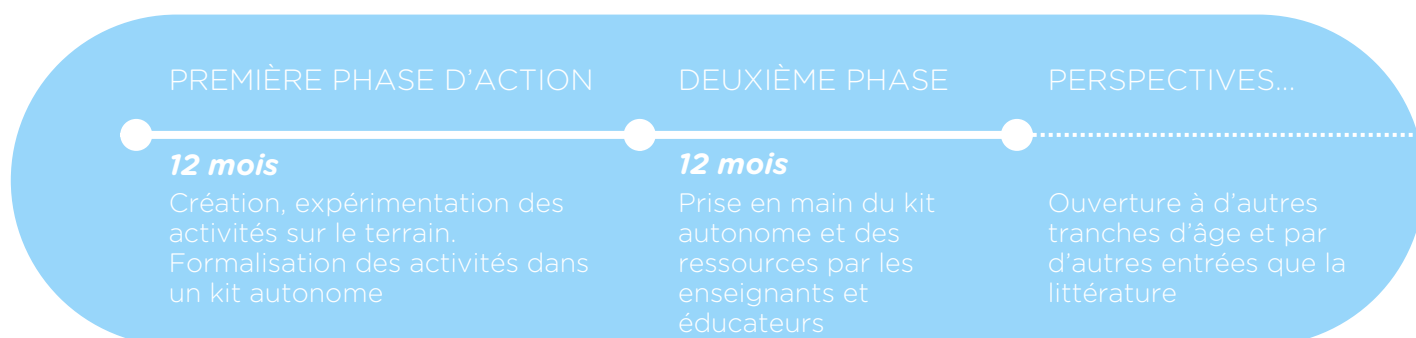 PREMIÈRE PHASE D’ACTION
12 mois
Création, expérimentation des
activités sur le terrain.
Formalisation des activités dans
un kit autonome
DEUXIÈME PHASE
12 mois
Prise en main du kit
autonome et des
ressources par les
enseignants et
éducateurs
PERSPECTIVES...
Ouverture à d’autres
tranches d’âge et par
d’autres entrées que la
littérature